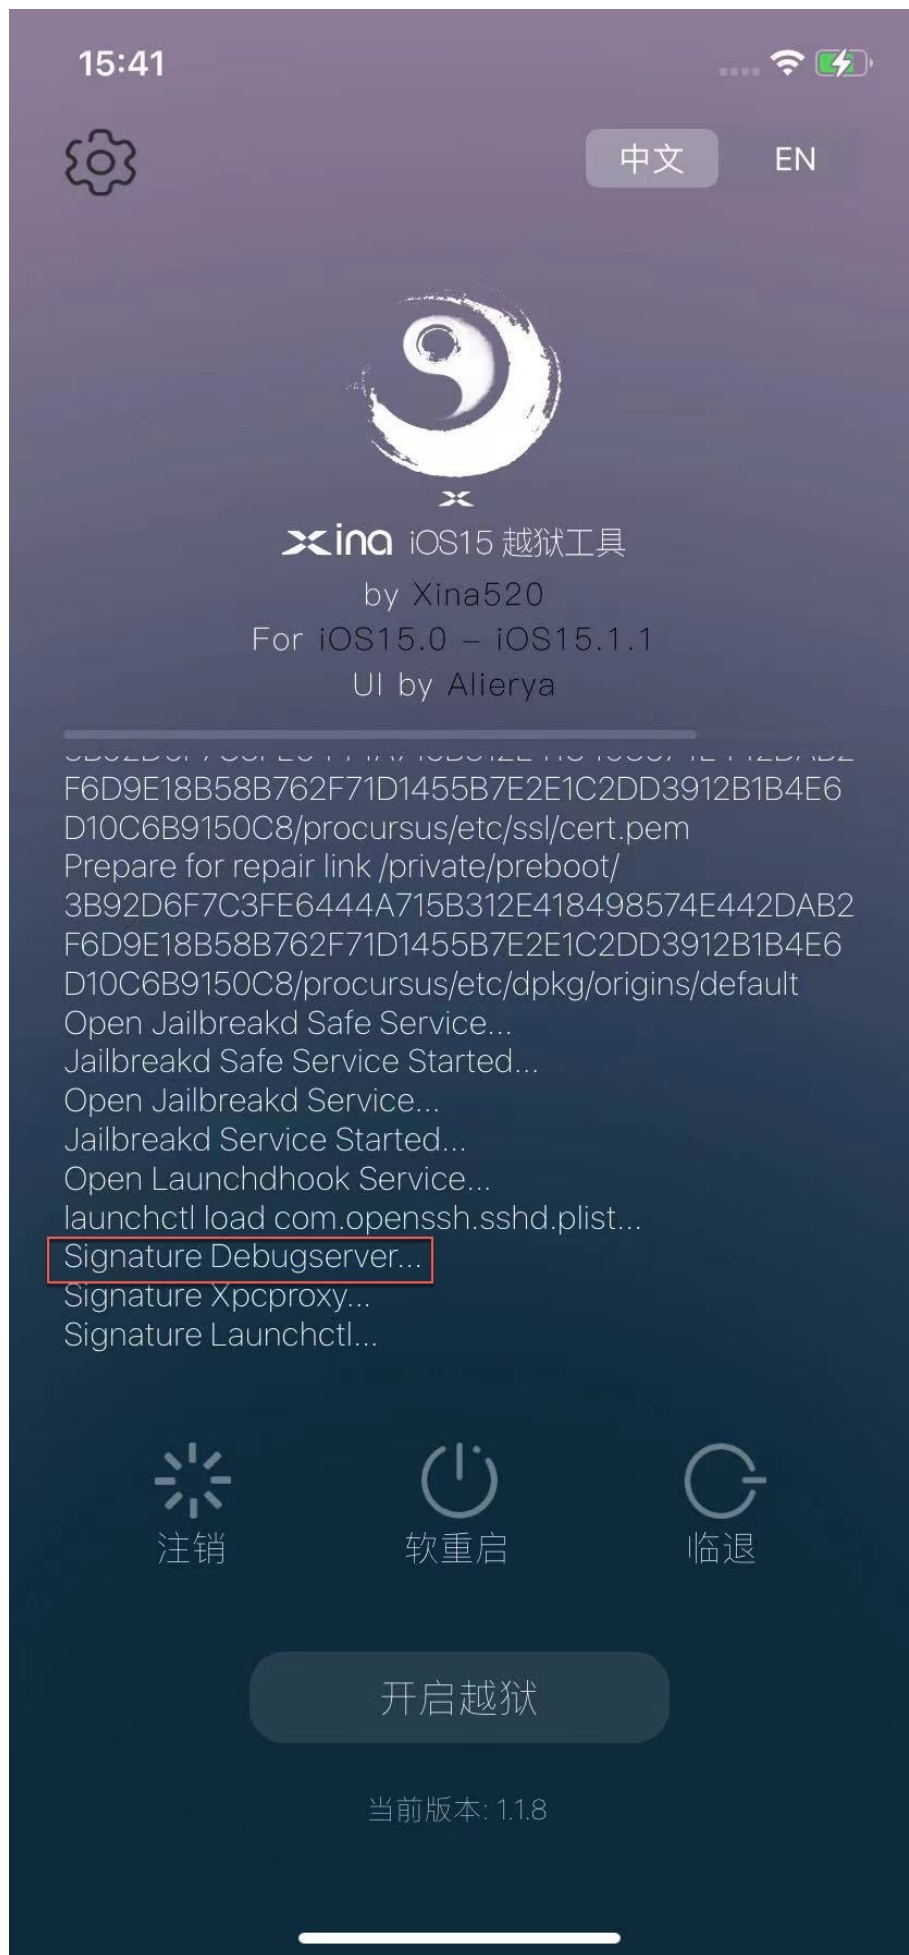 15:41
中文
EN
xina iOS15 越狱工具
by Xina520
For iOS15.0 – iOS15.1.1
UI by Alierya
F6D9E18B58B762F71D1455B7E2E1C2DD3912B1B4E6
D10C6B9150C8/procursus/etc/ssl/cert.pem
Prepare for repair link /private/preboot/
3B92D6F7C3FE6444A715B312E418498574E442DAB2
F6D9E18B58B762F71D1455B7E2E1C2DD3912B1B4E6
D10C6B9150C8/procursus/etc/dpkg/origins/default
Open Jailbreakd Safe Service...
Jailbreakd Safe Service Started...
Open Jailbreakd Service...
Jailbreakd Service Started...
Open Launchdhook Service...
launchctl load com.openssh.sshd.plist...
Signature Debugserver...
Signature Xpcproxy...
Signature Launchctl...
注销
软重启
临退
开启越狱
当前版本: 1.1.8